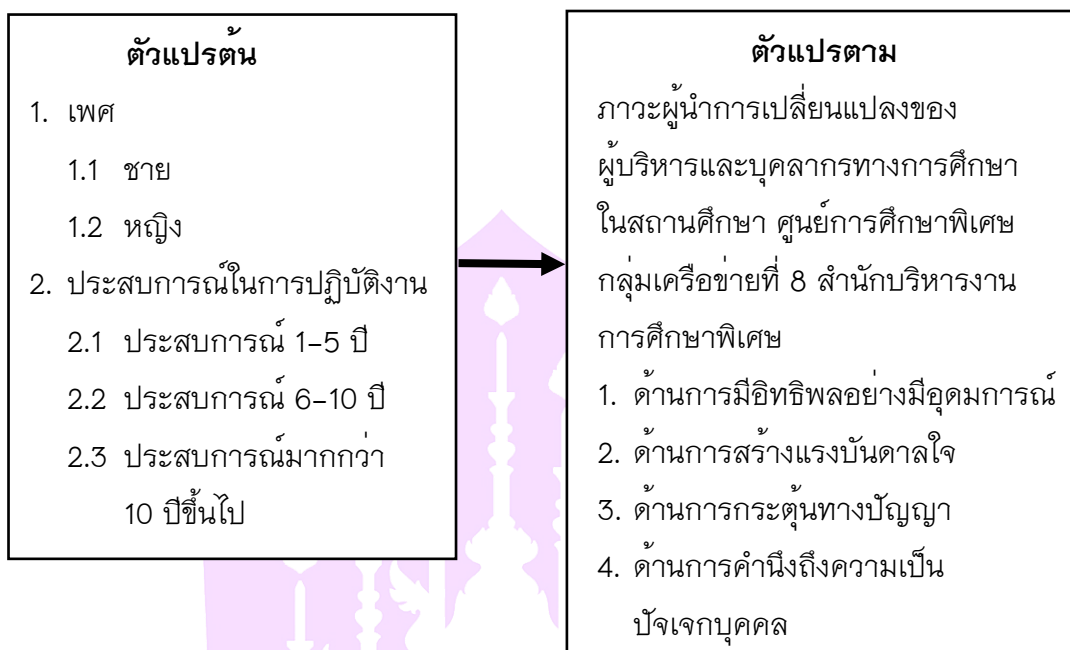 ตัวแปรต้น
1. เพศ
1.1 ชาย
1.2 หญิง
2. ประสบการณ์ในการปฏิบัติงาน
2.1 ประสบการณ์ 1–5 ปี
2.2 ประสบการณ์ 6–10 ปี
2.3 ประสบการณ์มากกว่า
10 ปีขึ้นไป
ตัวแปรตาม
ภาวะผู้นำการเปลี่ยนแปลงของ
ผู้บริหารและบุคลากรทางการศึกษา
ในสถานศึกษา ศูนย์การศึกษาพิเศษ
กลุ่มเครือข่ายที่ 8 สำนักบริหารงาน
การศึกษาพิเศษ
1. ด้านการมีอิทธิพลอย่างมีอุดมการณ์
2. ด้านการสร้างแรงบันดาลใจ
3. ด้านการกระตุ้นทางปัญญา
4. ด้านการคำนึงถึงความเป็น
ปัจเจกบุคคล